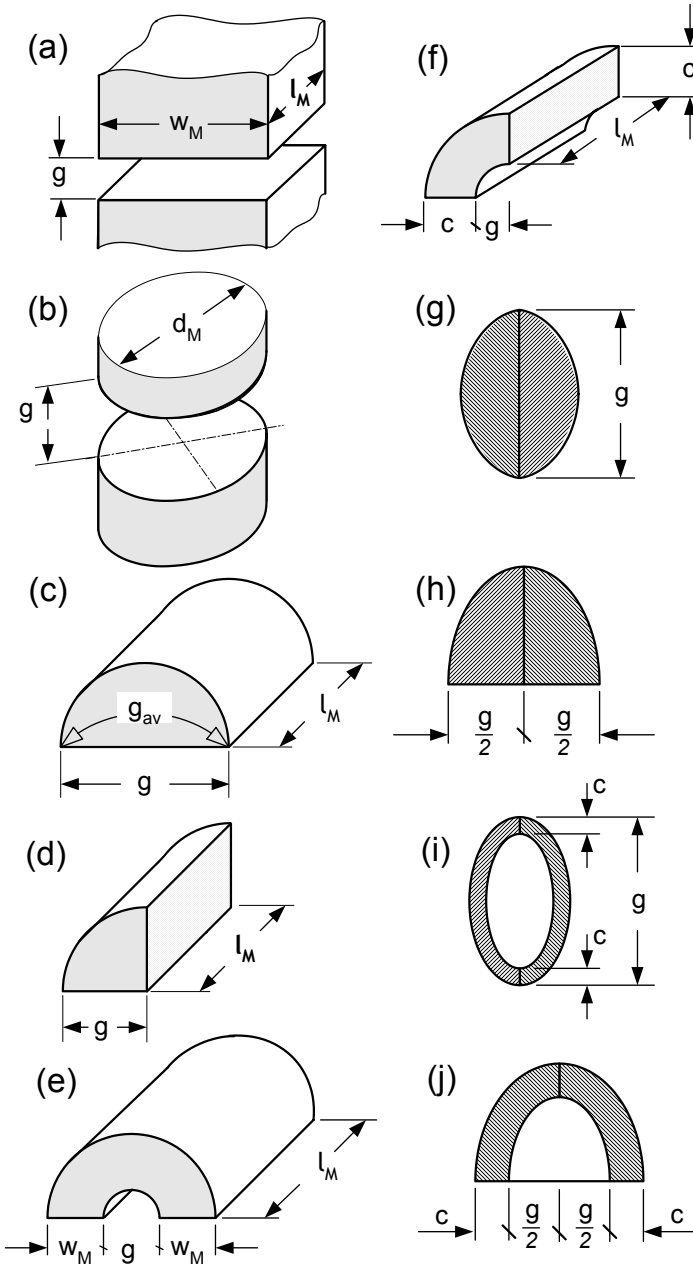 (a)
l_M
w_M
g
(b)
d_M
g
(c)
g_av
l_M
g
(d)
l_M
g
(e)
l_M
w_M g w_M
(f)
c
l_M
c g
(g)
g
(h)
g/2 g/2
(i)
c
g
c
(j)
c g/2 g/2 c